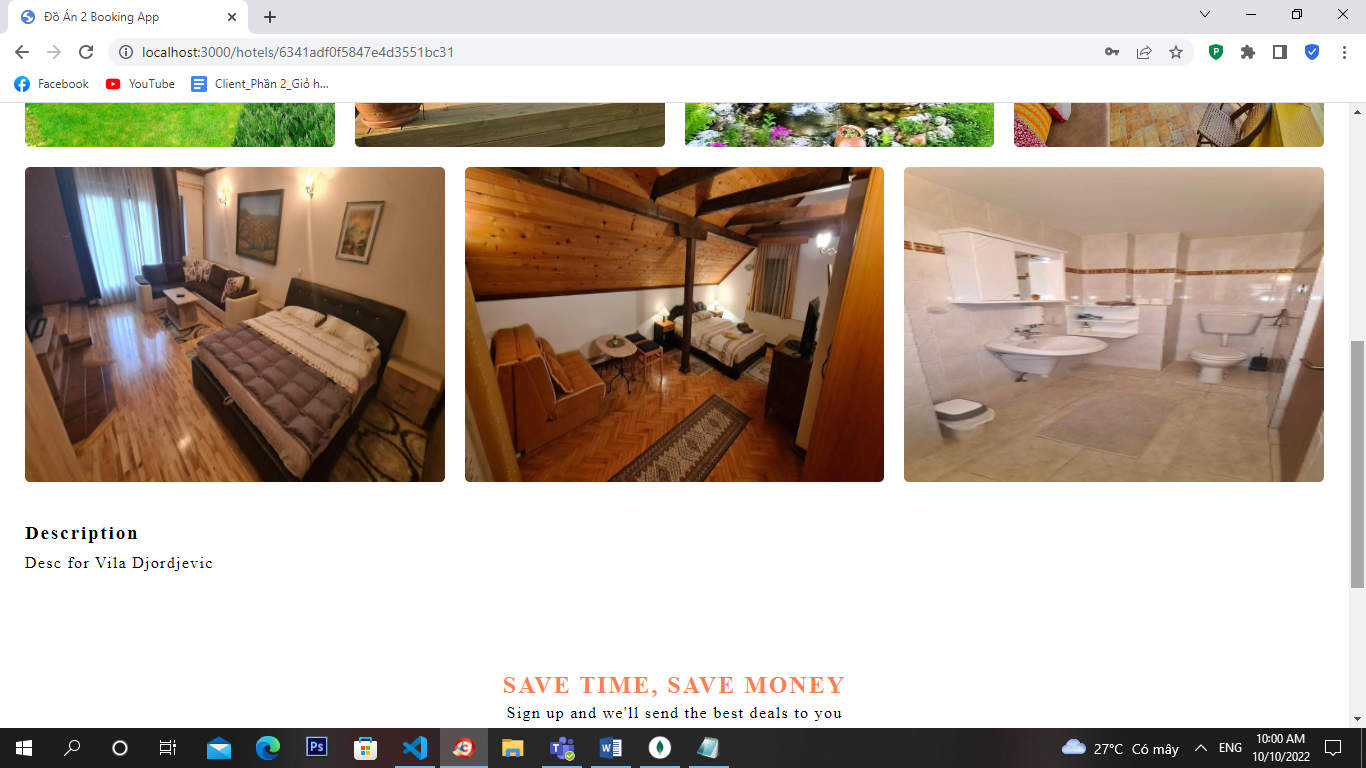 Đồ Án 2 Booking App
localhost:3000/hotels/6341adf0f5847e4d3551bc31
Facebook
YouTube
Client_Phần 2_Giỏ h...
Description
Desc for Vila Djordjevic
SAVE TIME, SAVE MONEY
Sign up and we'll send the best deals to you
Ps
27°C Có mây
ENG
10:00 AM
10/10/2022